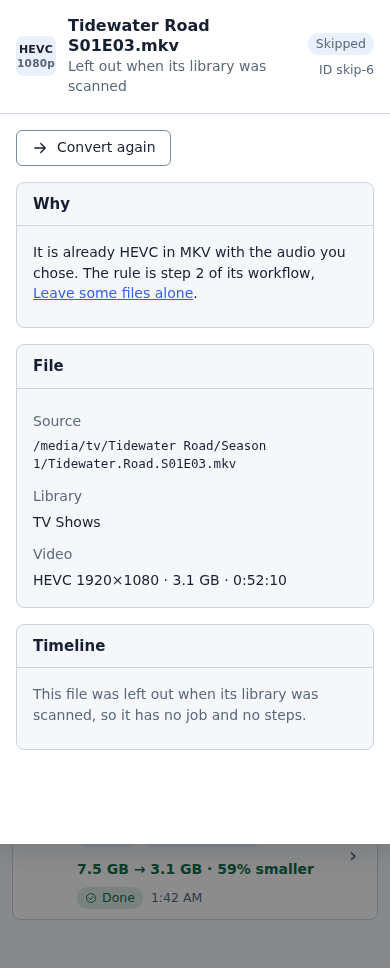 HEVC
1080p
Tidewater Road
S01E03.mkv
Left out when its library was
scanned
Skipped
ID skip-6
Convert again
Why
It is already HEVC in MKV with the audio you
chose. The rule is step 2 of its workflow,
Leave some files alone.
File
Source
/media/tv/Tidewater Road/Season
1/Tidewater.Road.S01E03.mkv
Library
TV Shows
Video
HEVC 1920×1080 · 3.1 GB · 0:52:10
Timeline
This file was left out when its library was
scanned, so it has no job and no steps.
7.5 GB → 3.1 GB · 59% smaller
Done 1:42 AM